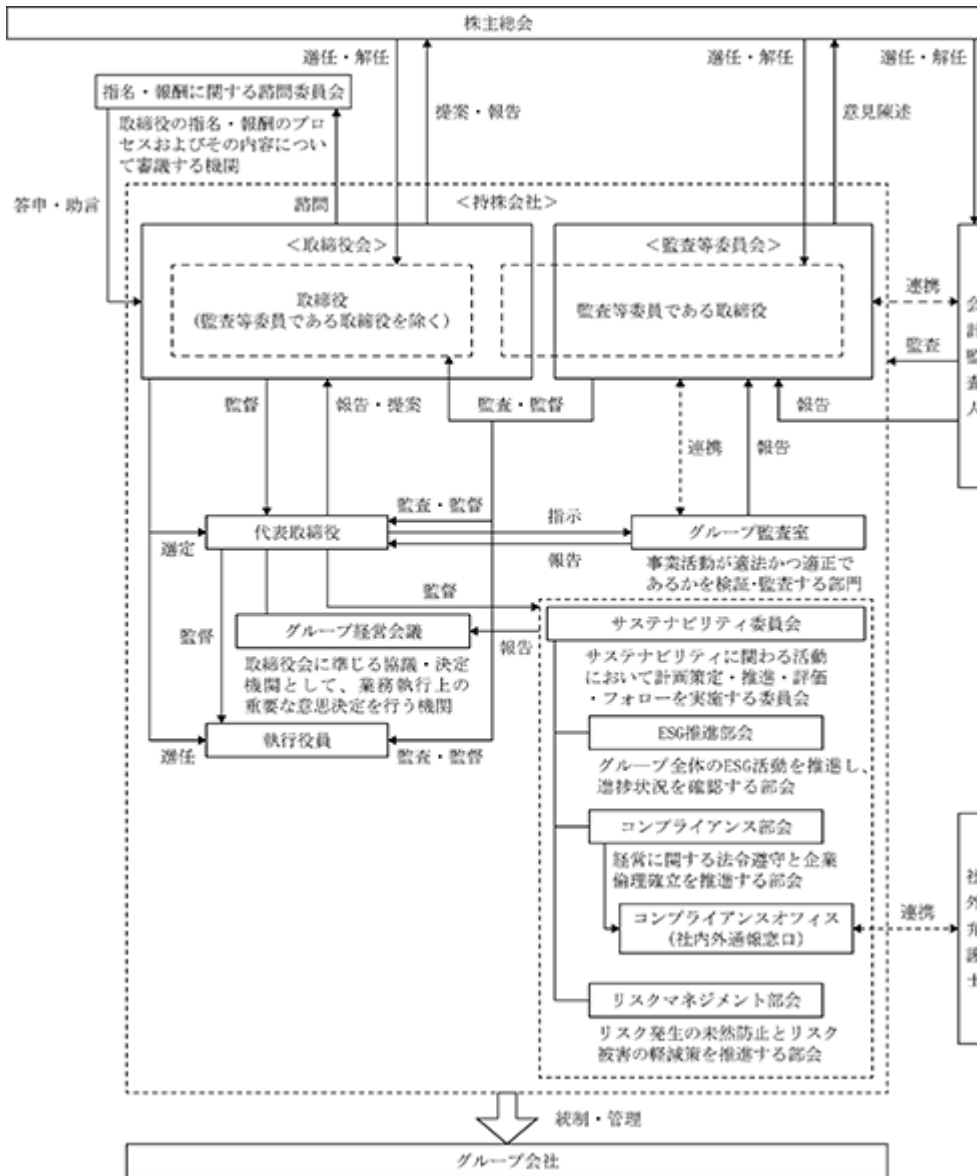 株主総会
選任・解任
選任・解任
選任・解任
指名・報酬に関する諮問委員会
提案・報告
意見陳述
取締役の指名・報酬のプロ
セスおよびその内容につい
て審議する機関
答申・助言
諮問
＜持株会社＞
＜取締役会＞
＜監査等委員会＞
取締役
(監査等委員である取締役を除く)
監査等委員である取締役
連携
会計監査人
監査
監督
報告・提案
監査・監督
報告
連携
報告
監査・監督
指示
代表取締役
グループ監査室
選定
報告
事業活動が適法かつ適正で
あるかを検証・監査する部門
監督
監督
グループ経営会議
報告
サステナビリティ委員会
取締役会に準じる協議・決定
機関として、業務執行上の
重要な意思決定を行う機関
サステナビリティに関わる活動
において計画策定・推進・評価
・フォローを実施する委員会
執行役員
選任
監査・監督
ESG推進部会
グループ全体のESG活動を推進し、
進捗状況を確認する部会
コンプライアンス部会
経営に関する法令遵守と企業
倫理確立を推進する部会
コンプライアンスオフィス
(社内外通報窓口)
連携
社外弁護士
リスクマネジメント部会
リスク発生の未然防止とリスク
被害の軽減策を推進する部会
統制・管理
グループ会社